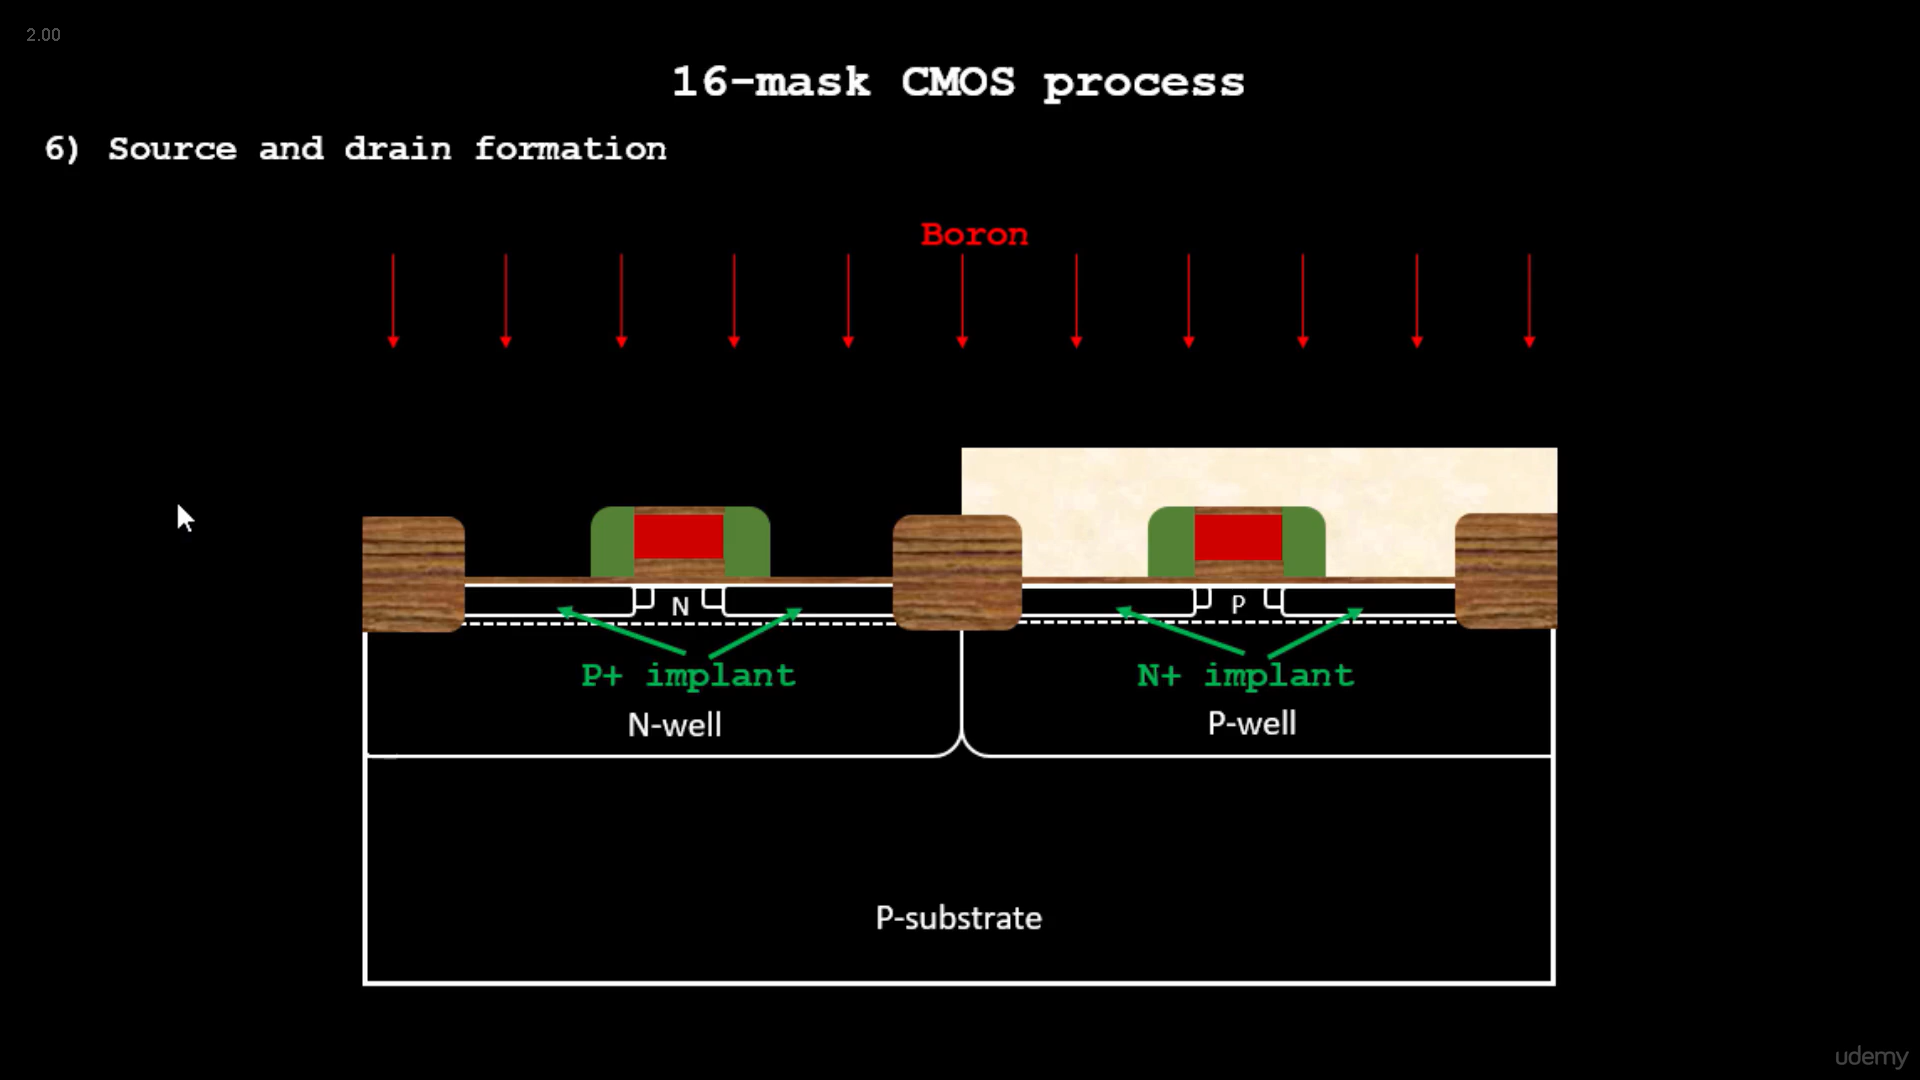 2.00
16-mask CMOS process
6) Source and drain formation
Boron
N
P
P+ implant
N+ implant
N-well
P-well
P-substrate
udemy